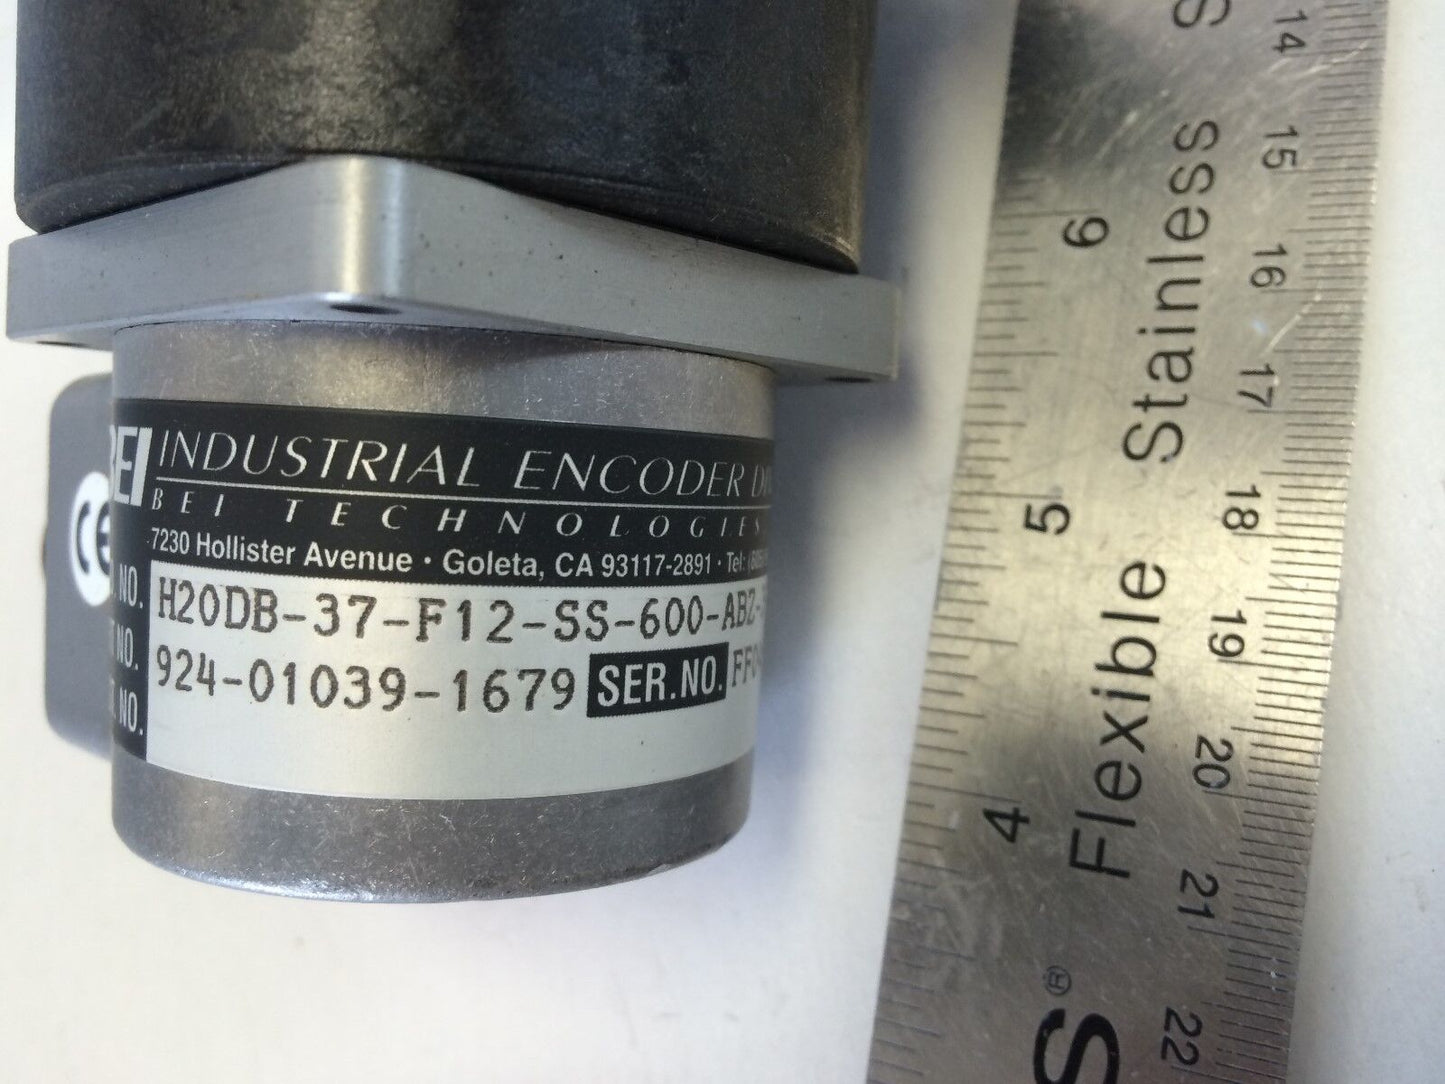 BEI INDUSTRIAL ENCODER
BEI TECHNOLOGIES
7230 Hollister Avenue · Goleta, CA 93117-2891 · Tel:
CE
NO. H20DB-37-F12-SS-600-ABZ-
NO. 924-01039-1679 SER.NO. FF0
NO.
6
5
4
S® Flexible Stainless S
14
15
16
17
18
19
20
21
22